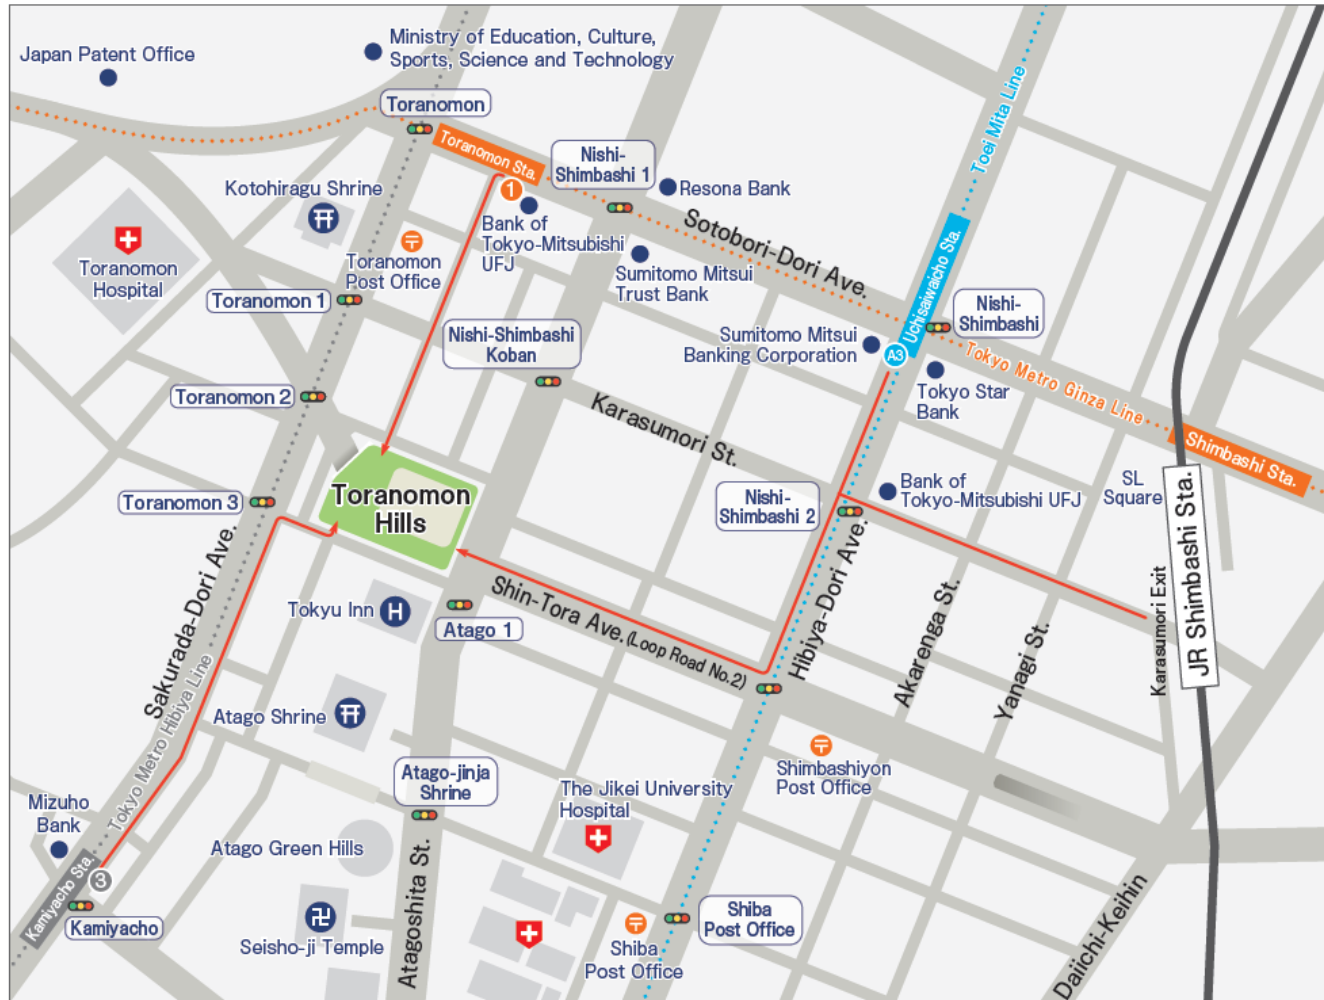 Ministry of Education, Culture,
Sports, Science and Technology
Japan Patent Office
Toranomon
Toranomon Sta.
1
Nishi-
Shimbashi 1
Toei Mita Line
Kotohiragu Shrine
Resona Bank
Bank of
Tokyo-Mitsubishi
UFJ
Sotobori-Dori Ave.
Toranomon
Post Office
Toranomon
Hospital
Sumitomo Mitsui
Trust Bank
Uchisaiwaicho Sta.
Toranomon 1
Nishi-
Shimbashi
Nishi-Shimbashi
Koban
Sumitomo Mitsui
Banking Corporation
A3
Tokyo Metro Ginza Line
Toranomon 2
Tokyo Star
Bank
Karasumori St.
Shimbashi Sta.
Toranomon
Hills
Toranomon 3
Nishi-
Shimbashi 2
Bank of
Tokyo-Mitsubishi UFJ
SL
Square
JR Shimbashi Sta.
Karasumori Exit
Sakurada-Dori Ave.
Tokyo Metro Hibiya Line
Tokyu Inn
H
Atago 1
Shin-Tora Ave. (Loop Road No.2)
Hibiya-Dori Ave.
Akarenga St.
Yanagi St.
Atago Shrine
Atago-jinja
Shrine
The Jikei University
Hospital
Shimbashiyon
Post Office
Mizuho
Bank
Atago Green Hills
Kamiyacho Sta.
3
Kamiyacho
Seisho-ji Temple
Atagoshita St.
Shiba
Post Office
Shiba
Post Office
Daiichi-Keihin